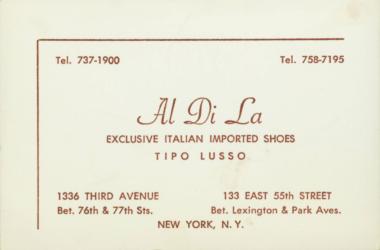 Tel. 737-1900 Tel. 758-7195
Al Di La
EXCLUSIVE ITALIAN IMPORTED SHOES
TIPO LUSSO
1336 THIRD AVENUE 133 EAST 55th STREET
Bet. 76th & 77th Sts. Bet. Lexington & Park Aves.
NEW YORK, N. Y.